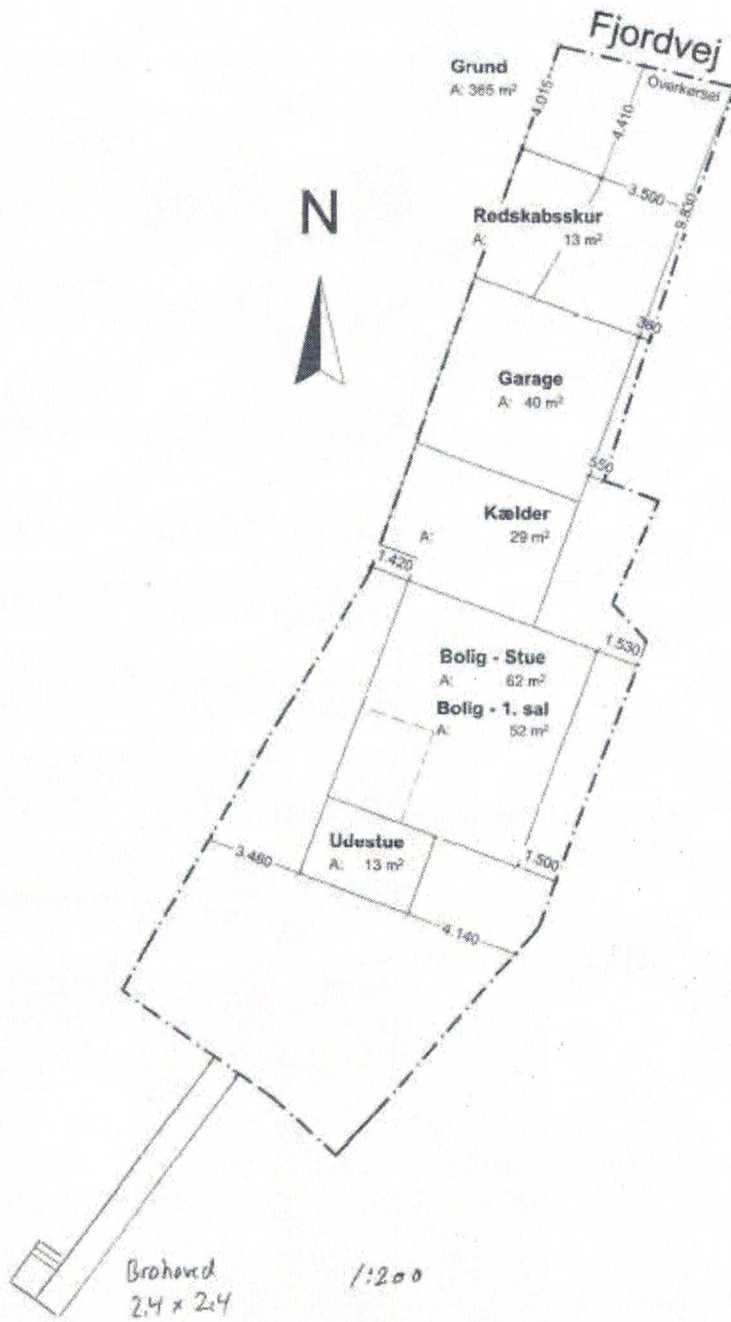 Fjordvej
Grund
A: 365 m²
Overkørsel
4.015
4.410
3.500
9.830
N
Redskabsskur
A: 13 m²
380
Garage
A: 40 m²
550
Kælder
A: 29 m²
1.420
1.530
Bolig - Stue
A: 62 m²
Bolig - 1. sal
A: 52 m²
Udestue
A: 13 m²
3.460
1.500
4.140
Brohoved
2,4 x 2,4
1:200